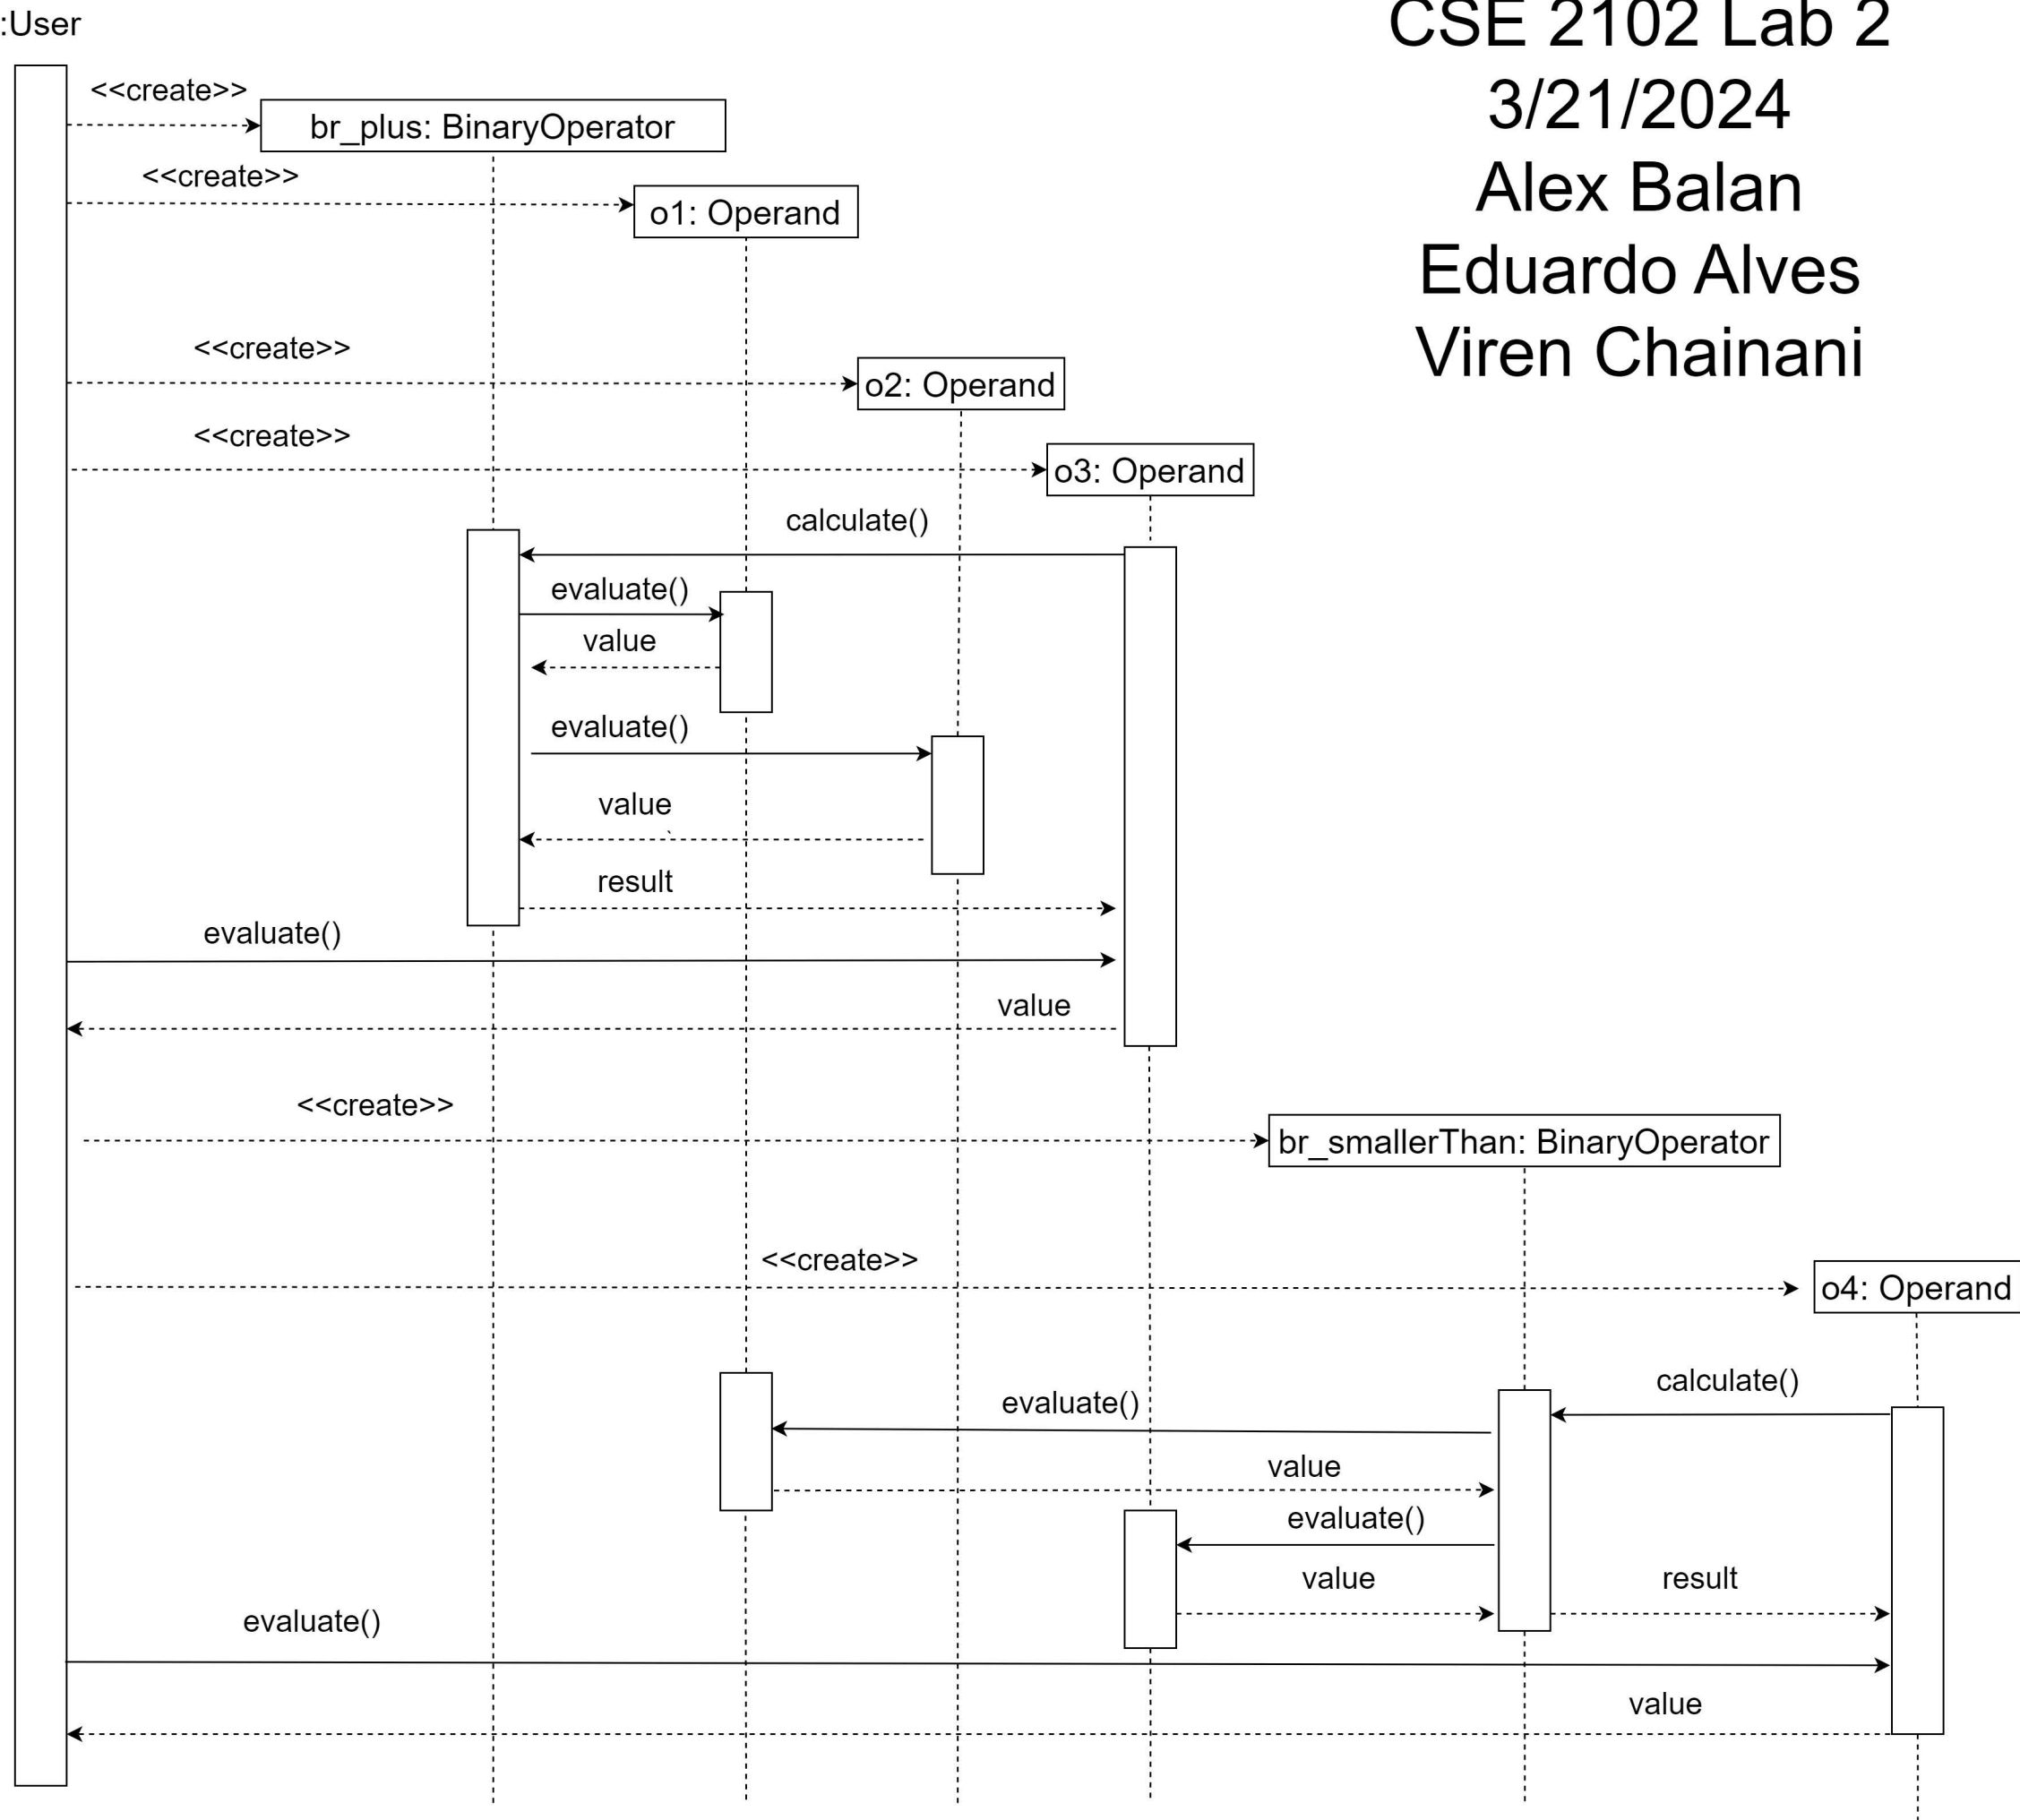 :User
CSE 2102 Lab 2
3/21/2024
Alex Balan
Eduardo Alves
Viren Chainani
<<create>>
br_plus: BinaryOperator
<<create>>
o1: Operand
<<create>>
o2: Operand
<<create>>
o3: Operand
calculate()
evaluate()
value
evaluate()
value
`
result
evaluate()
value
<<create>>
br_smallerThan: BinaryOperator
<<create>>
o4: Operand
calculate()
evaluate()
value
evaluate()
value
result
evaluate()
value